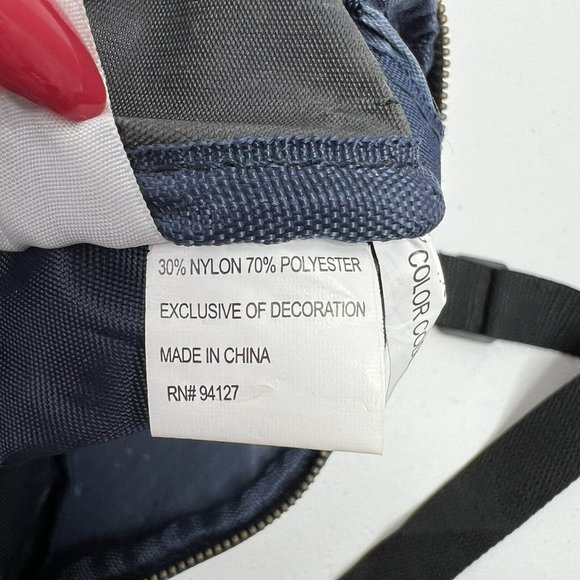 30% NYLON 70% POLYESTER
EXCLUSIVE OF DECORATION
MADE IN CHINA
RN# 94127
COLOR